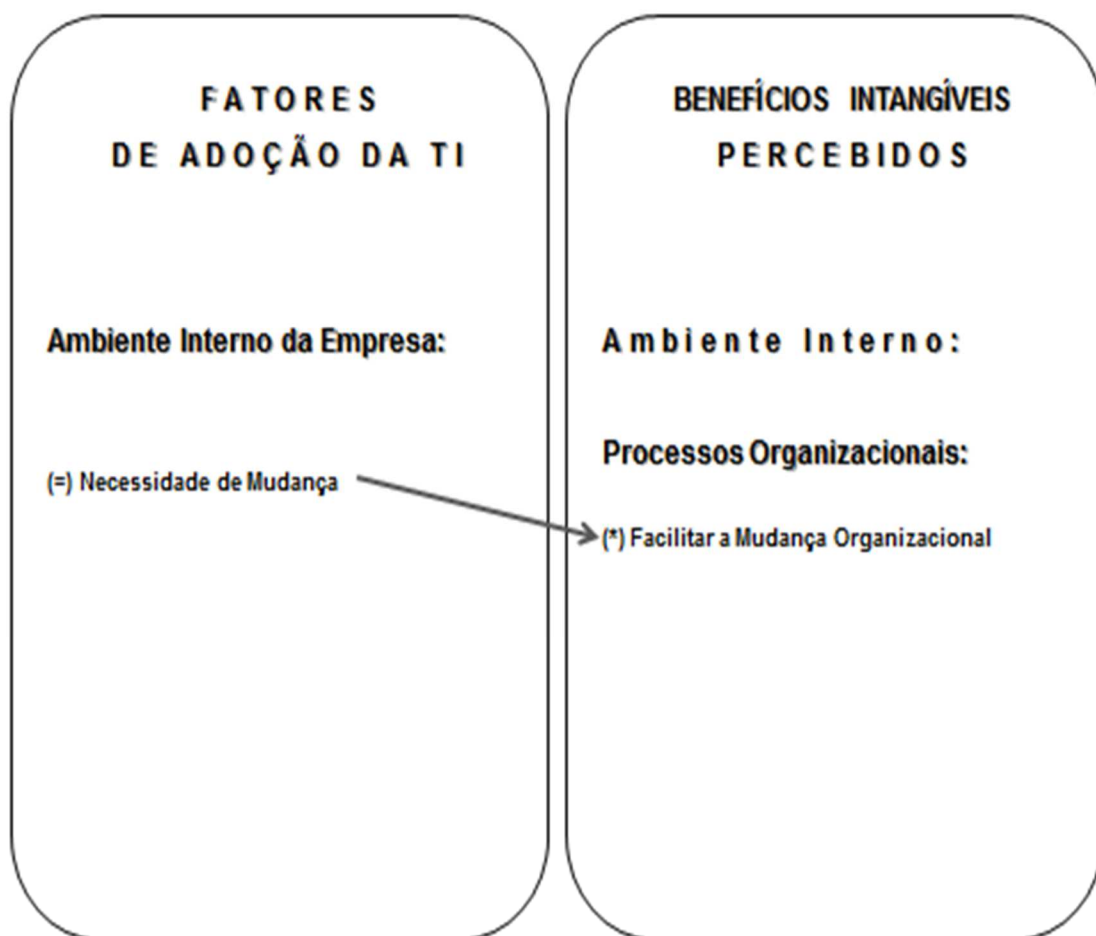 FATORES
DE ADOÇÃO DA TI
Ambiente Interno da Empresa:
(=) Necessidade de Mudança
BENEFÍCIOS INTANGÍVEIS
PERCEBIDOS
Ambiente Interno:
Processos Organizacionais:
(*) Facilitar a Mudança Organizacional